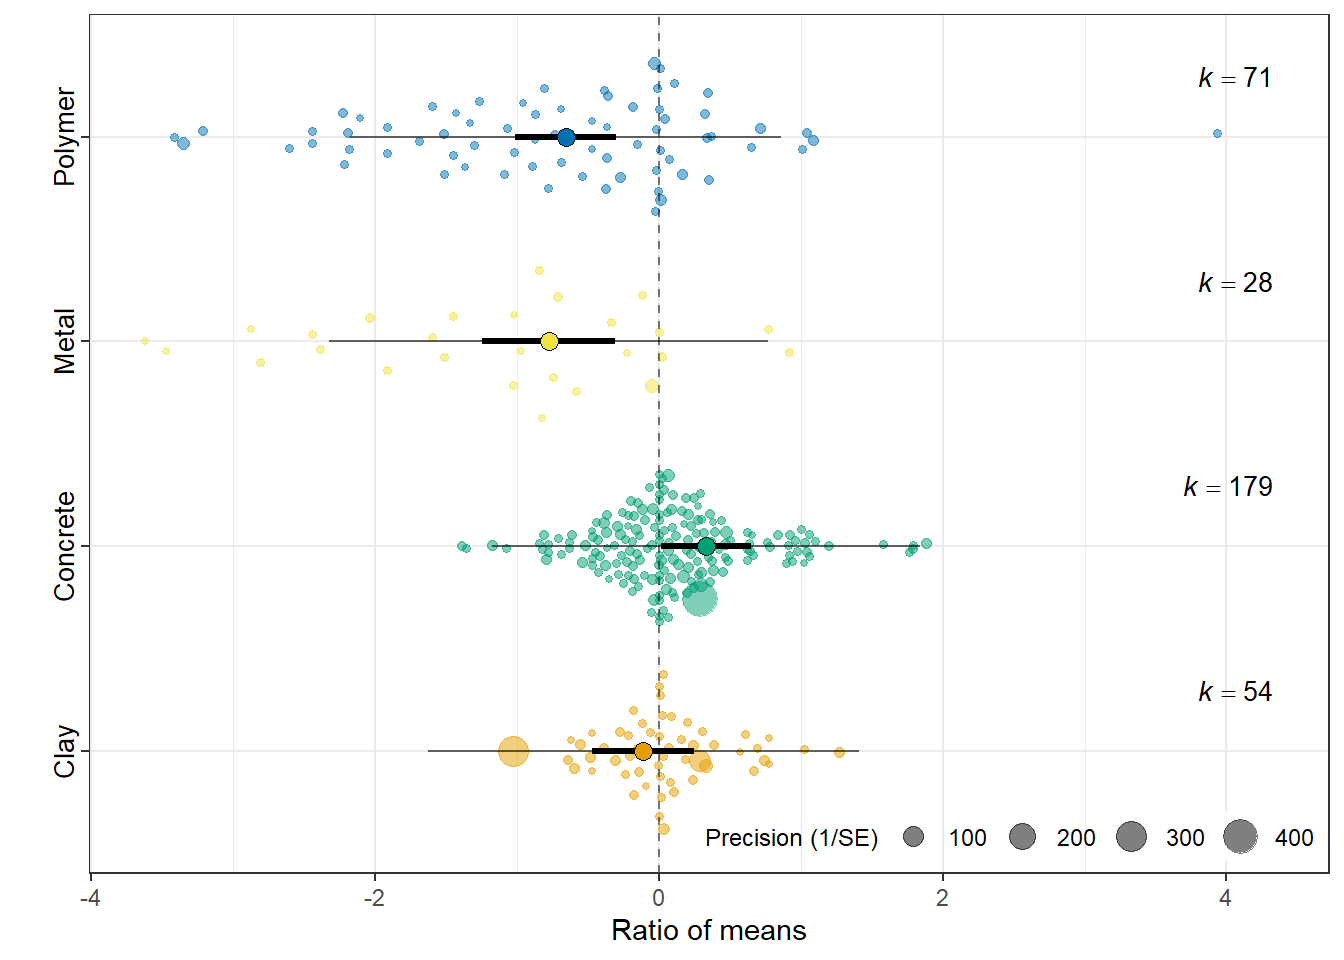 Polymer
k = 71
Metal
k = 28
Concrete
k = 179
Clay
k = 54
Precision (1/SE) 100 200 300 400
-4 -2 0 2 4
Ratio of means